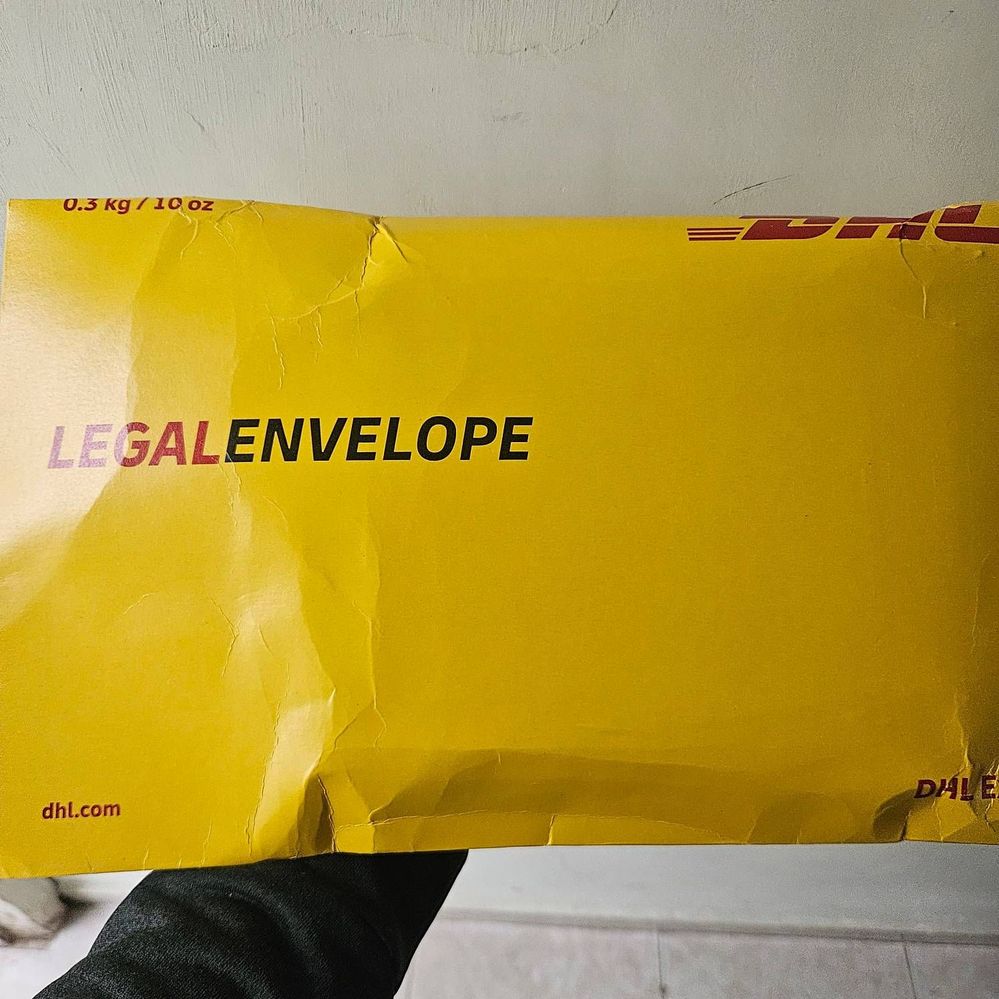 0.3 kg / 10 oz
DHL
LEGALENVELOPE
dhl.com
DHL